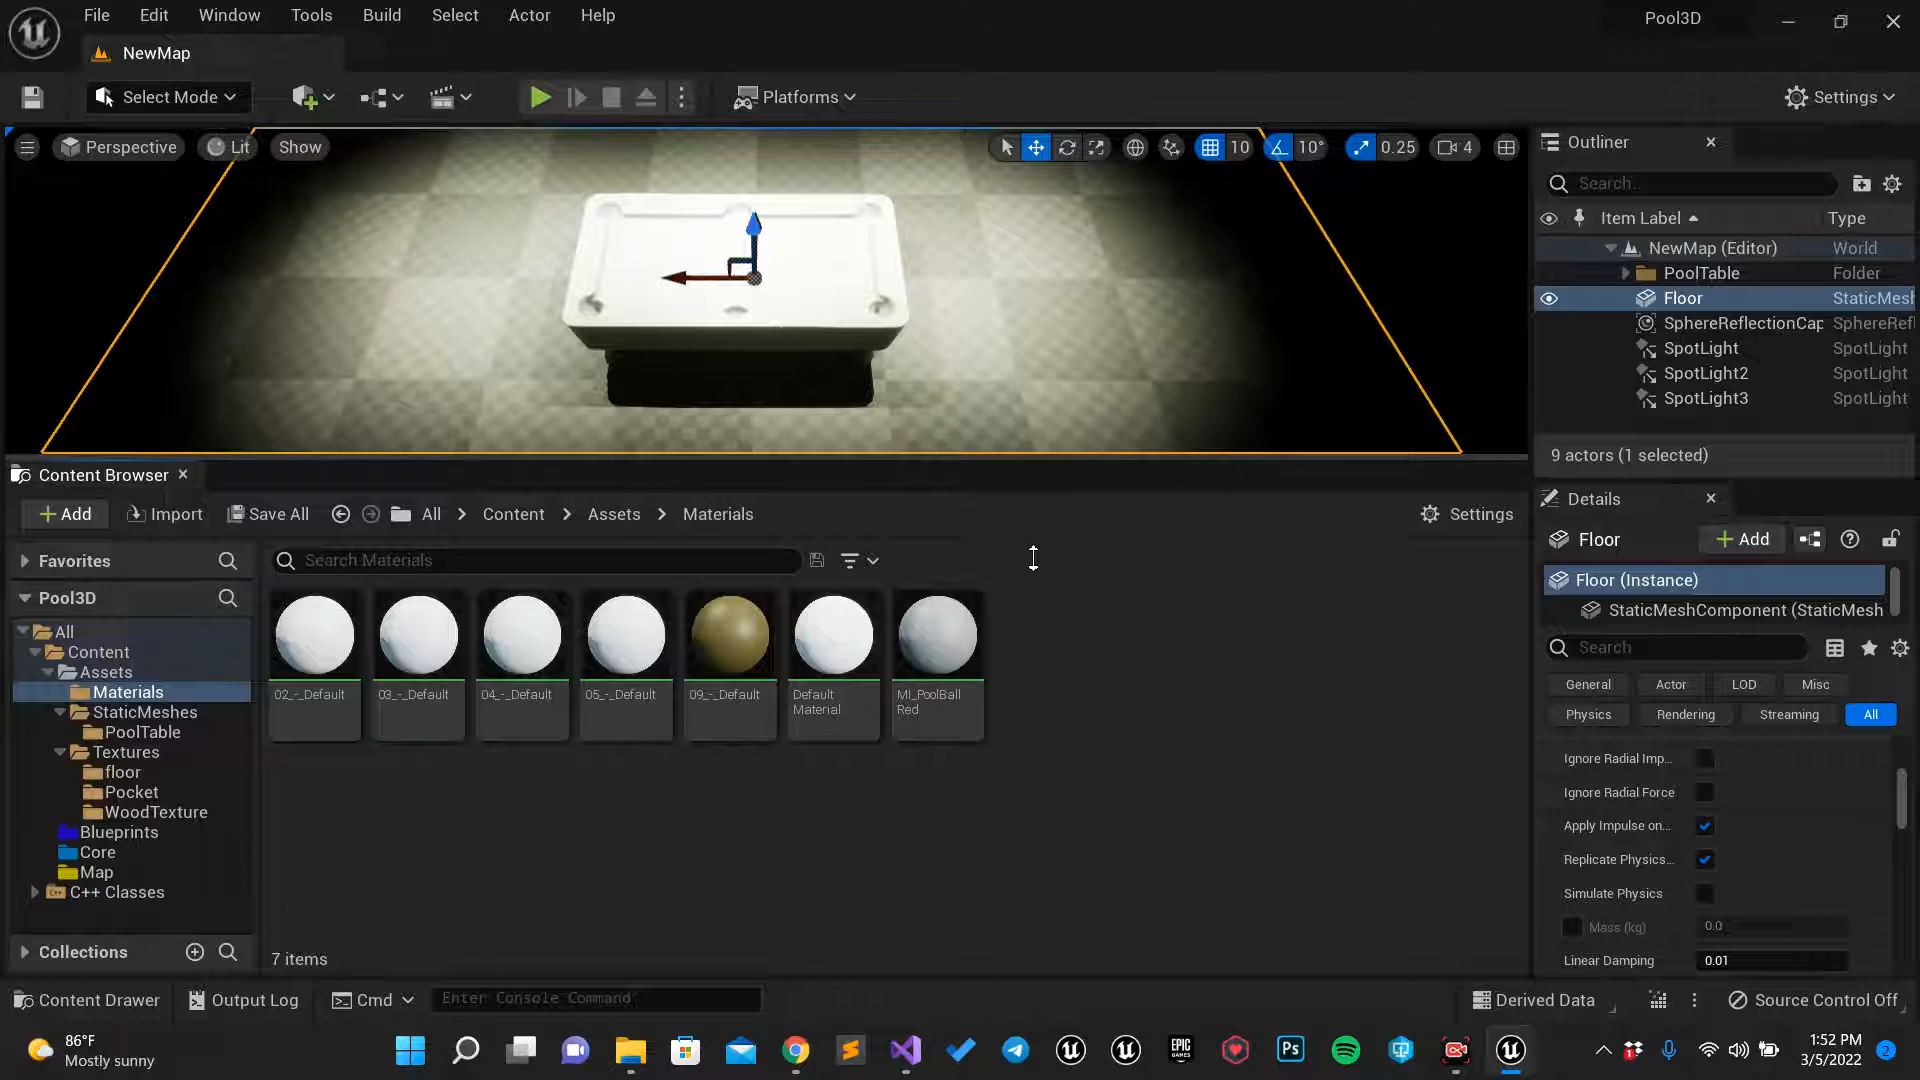 File Edit Window Tools Build Select Actor Help
Pool3D
NewMap
Select Mode
Platforms
Settings
Perspective Lit Show
10 10° 0.25 4
Outliner
Search...
Item Label Type
NewMap (Editor) World
PoolTable Folder
Floor StaticMesh
SphereReflectionCap SphereRefl
SpotLight SpotLight
SpotLight2 SpotLight
SpotLight3 SpotLight
9 actors (1 selected)
Content Browser
Add Import Save All All Content Assets Materials Settings
Favorites
Search Materials
Pool3D
All
Content
Assets
Materials
StaticMeshes
PoolTable
Textures
floor
Pocket
WoodTexture
Blueprints
Core
Map
C++ Classes
Collections
02_-_Default 03_-_Default 04_-_Default 05_-_Default 09_-_Default Default MI_PoolBall
Material Red
7 items
Details
Floor Add
Floor (Instance)
StaticMeshComponent (StaticMesh
Search
General Actor LOD Misc
Physics Rendering Streaming All
Ignore Radial Imp...
Ignore Radial Force
Apply Impulse on...
Replicate Physics...
Simulate Physics
Mass (kg) 0.0
Linear Damping 0.01
Content Drawer Output Log Cmd Enter Console Command Derived Data Source Control Off
86°F
Mostly sunny
EPIC
GAMES
Ps
1
1:52 PM
3/5/2022
2